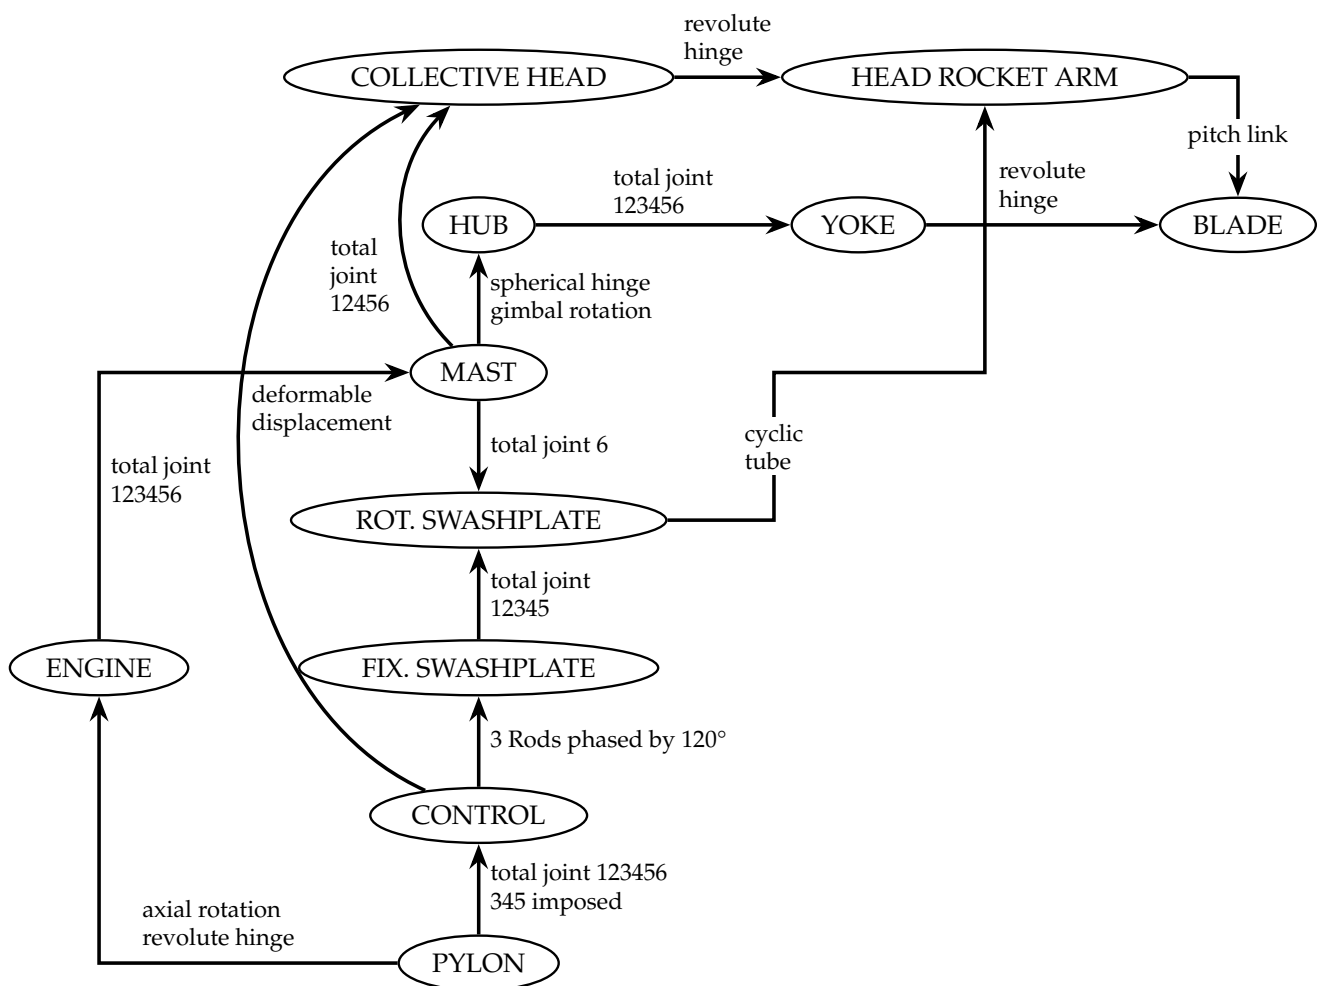 revolute
hinge
COLLECTIVE HEAD
HEAD ROCKET ARM
pitch link
total joint
123456
revolute
hinge
HUB
YOKE
BLADE
total
joint
12456
spherical hinge
gimbal rotation
MAST
deformable
displacement
total joint 6
cyclic
tube
total joint
123456
ROT. SWASHPLATE
total joint
12345
ENGINE
FIX. SWASHPLATE
3 Rods phased by 120°
CONTROL
total joint 123456
345 imposed
axial rotation
revolute hinge
PYLON